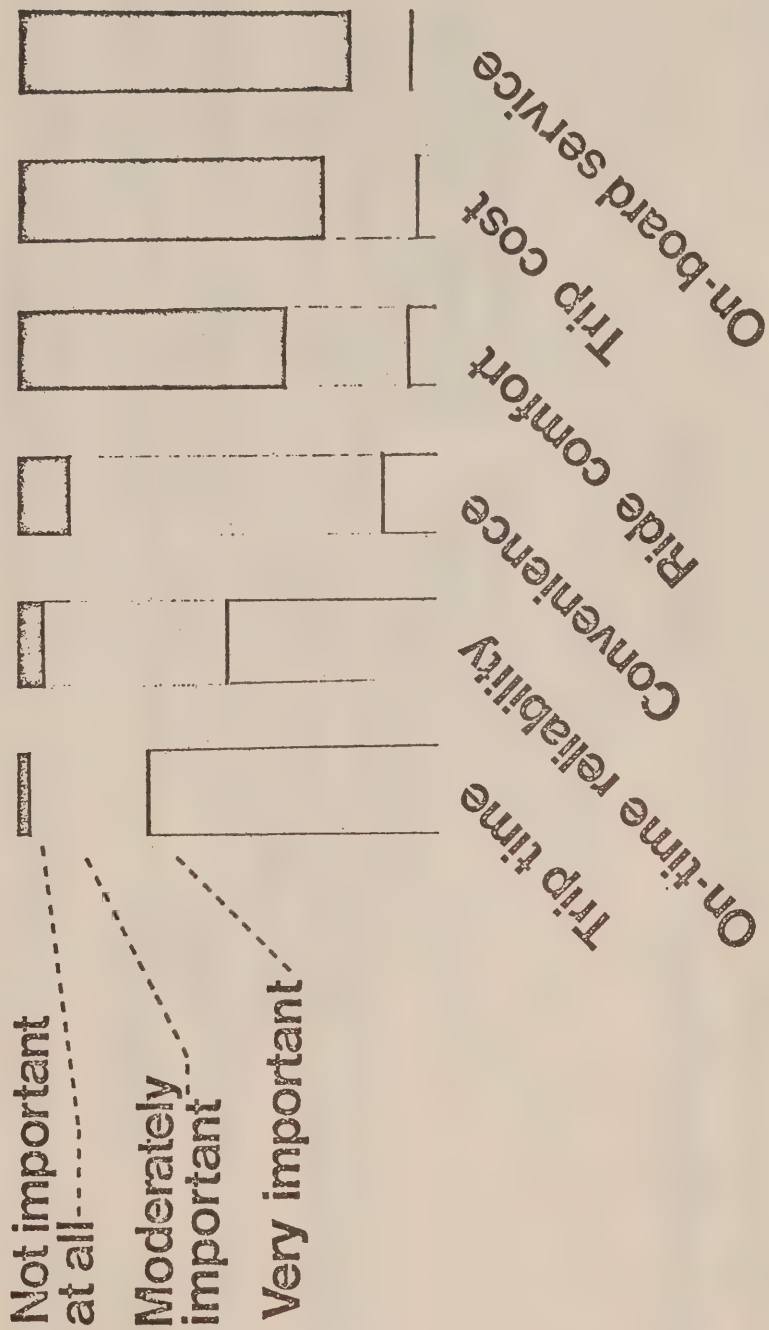 Not important
at all
Moderately
important
Very important
Trip time
On-time reliability
Convenience
Ride comfort
Trip cost
On-board service